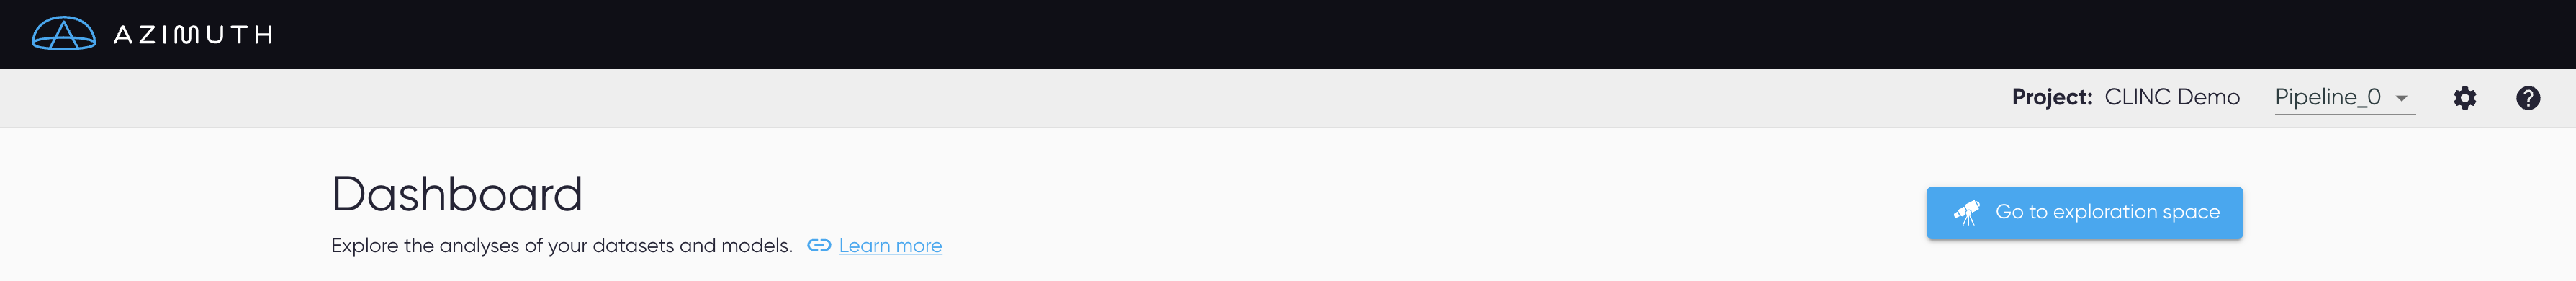 AZIMUTH
Project: CLINC Demo Pipeline_0
Dashboard
Go to exploration space
Explore the analyses of your datasets and models. Learn more